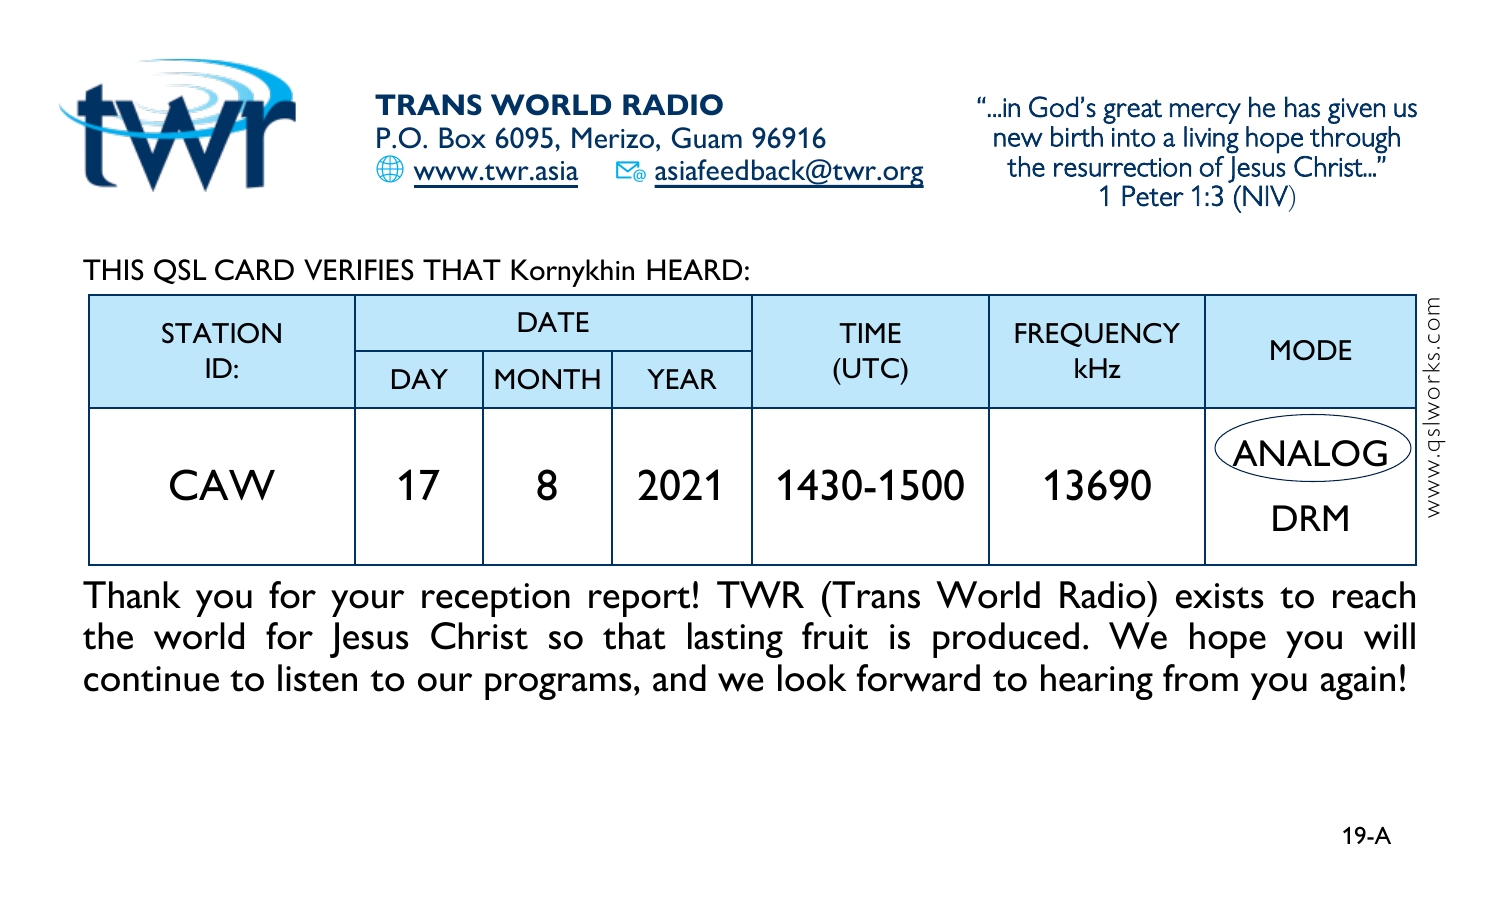 twr
TRANS WORLD RADIO
P.O. Box 6095, Merizo, Guam 96916
www.twr.asia asiafeedback@twr.org
“...in God’s great mercy he has given us
new birth into a living hope through
the resurrection of Jesus Christ...”
1 Peter 1:3 (NIV)
THIS QSL CARD VERIFIES THAT Kornykhin HEARD:
STATION
ID:
DATE
DAY MONTH YEAR
TIME
(UTC)
FREQUENCY
kHz
MODE
CAW 17 8 2021 1430-1500 13690
ANALOG
DRM
www.qslworks.com
Thank you for your reception report! TWR (Trans World Radio) exists to reach
the world for Jesus Christ so that lasting fruit is produced. We hope you will
continue to listen to our programs, and we look forward to hearing from you again!
19-A